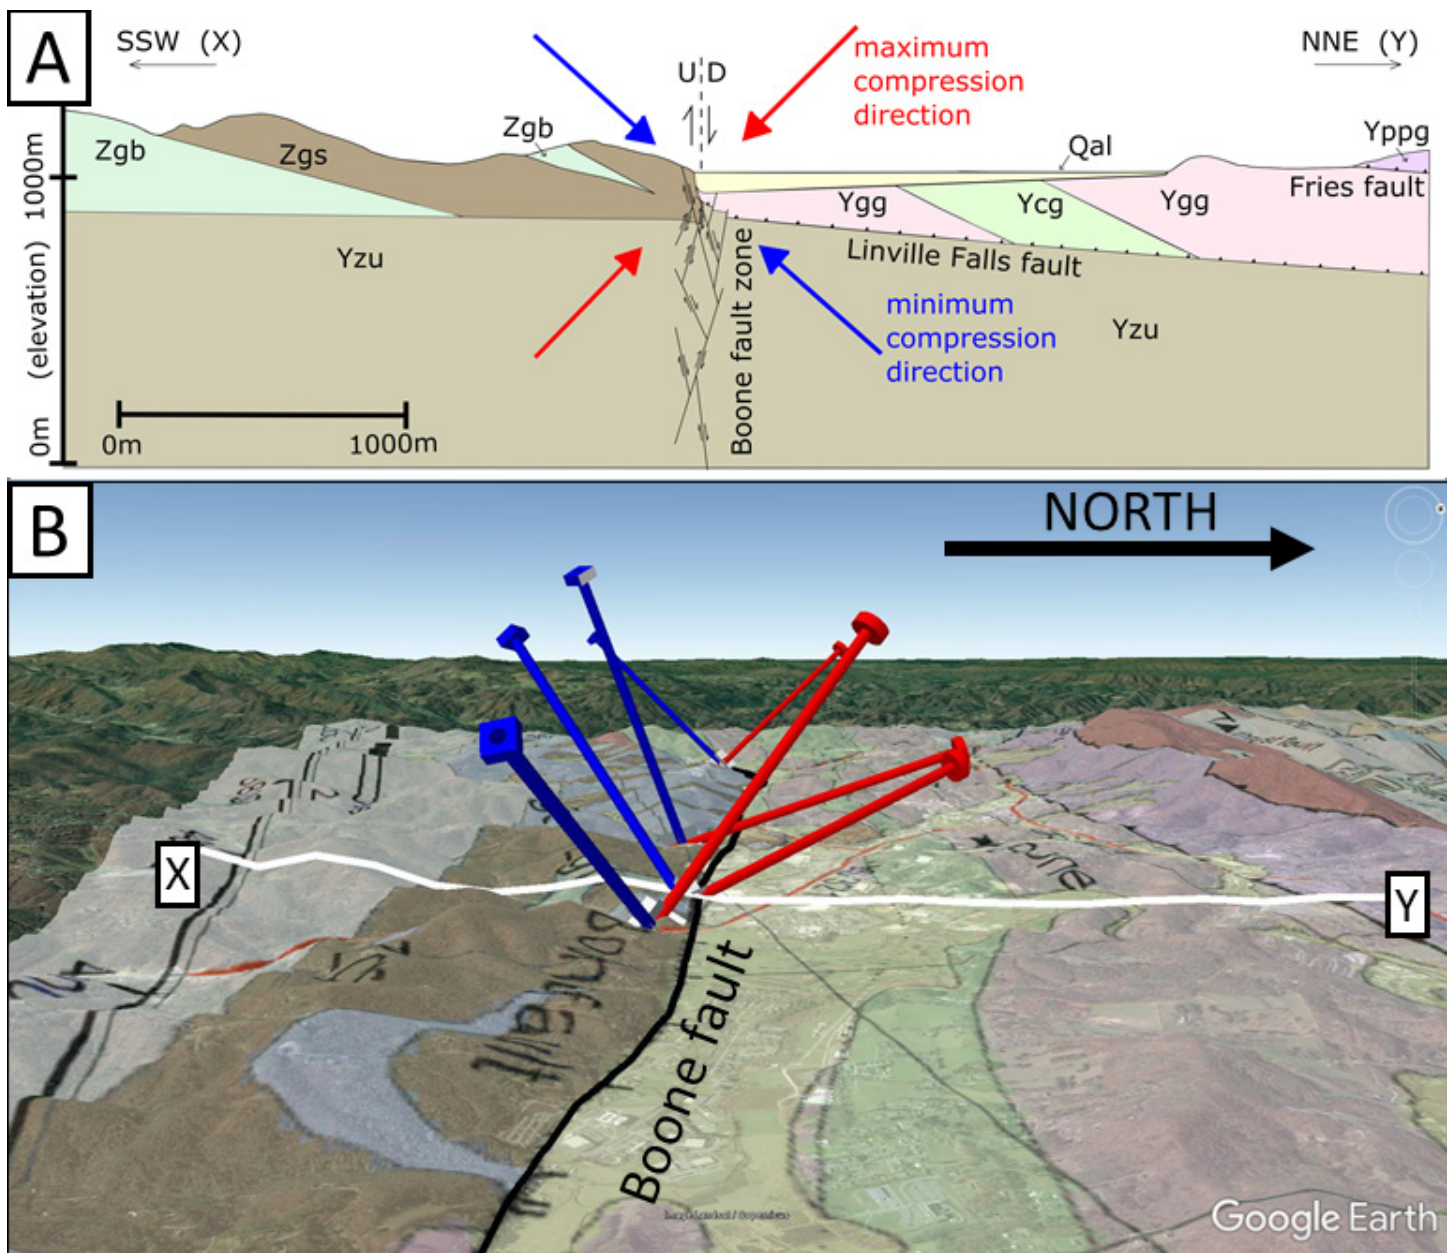 A
SSW (X)
NNE (Y)
U D
maximum
compression
direction
Zgb
Zgs
Zgb
Qal
Yppg
Fries fault
Ygg
Ycg
Ygg
Linville Falls fault
Yzu
Yzu
Boone fault zone
minimum
compression
direction
0m
(elevation)
1000m
0m
1000m
B
NORTH
X
Y
Boone fault
Google Earth